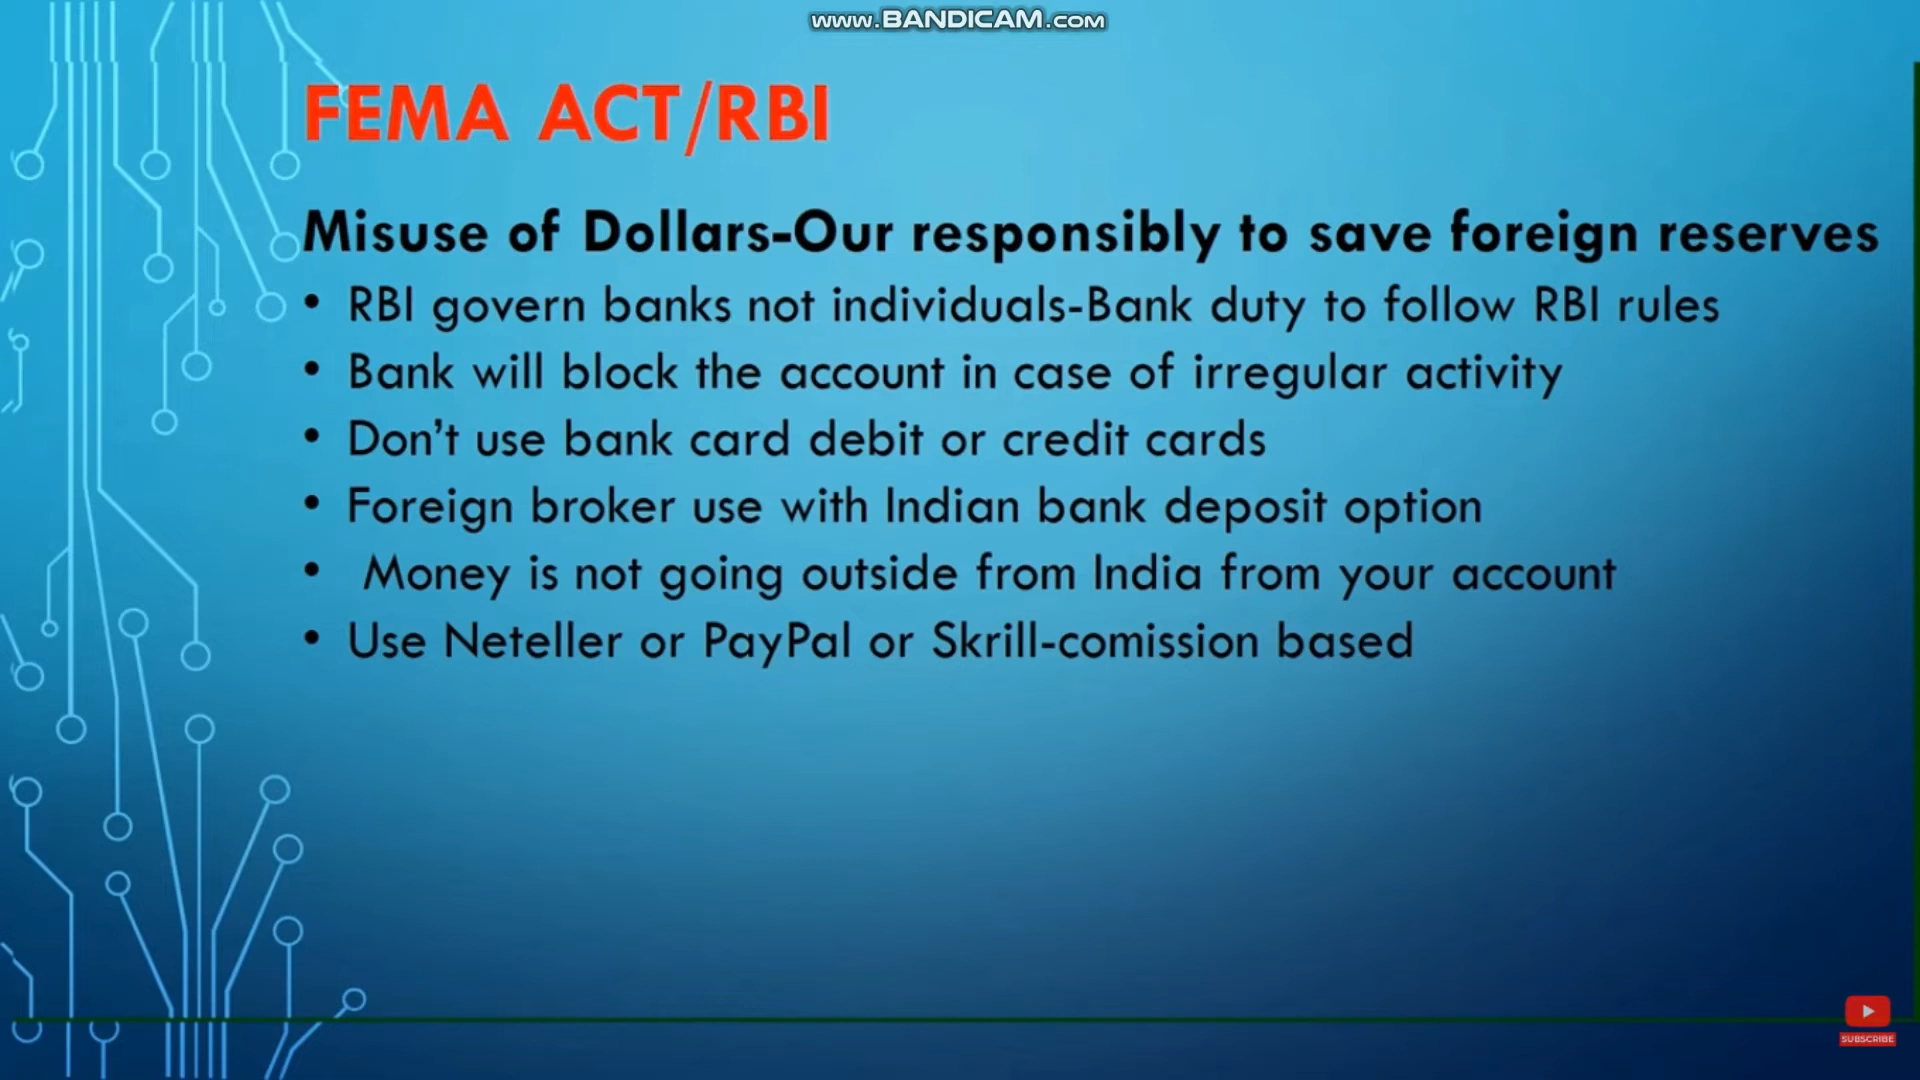 www.BANDICAM.com
FEMA ACT/RBI
Misuse of Dollars-Our responsibly to save foreign reserves
• RBI govern banks not individuals-Bank duty to follow RBI rules
• Bank will block the account in case of irregular activity
• Don’t use bank card debit or credit cards
• Foreign broker use with Indian bank deposit option
• Money is not going outside from India from your account
• Use Neteller or PayPal or Skrill-comission based
SUBSCRIBE